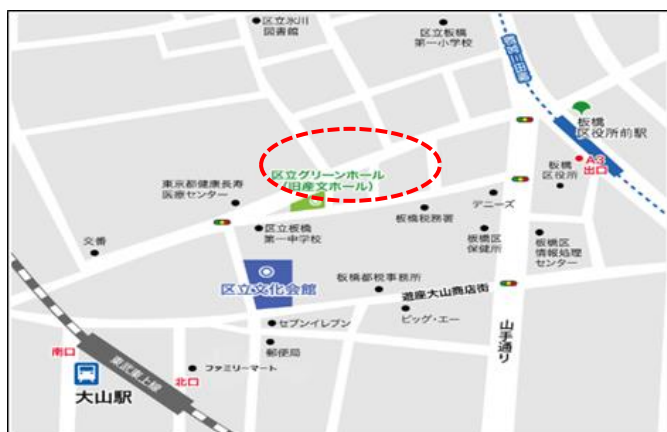 区立氷川
図書館
区立板橋
第一小学校
都営三田線
板橋
区役所前駅
A3
出口
板橋
区役所
区立グリーンホール
(旧産文ホール)
東京都健康長寿
医療センター
デニーズ
板橋税務署
交番
区立板橋
第一中学校
板橋区
保健所
板橋区
情報処理
センター
区立文化会館
板橋都税事務所
遊座大山商店街
ビッグ・エー
セブンイレブン
郵便局
山手通り
南口
東武東上線
北口
ファミリーマート
大山駅